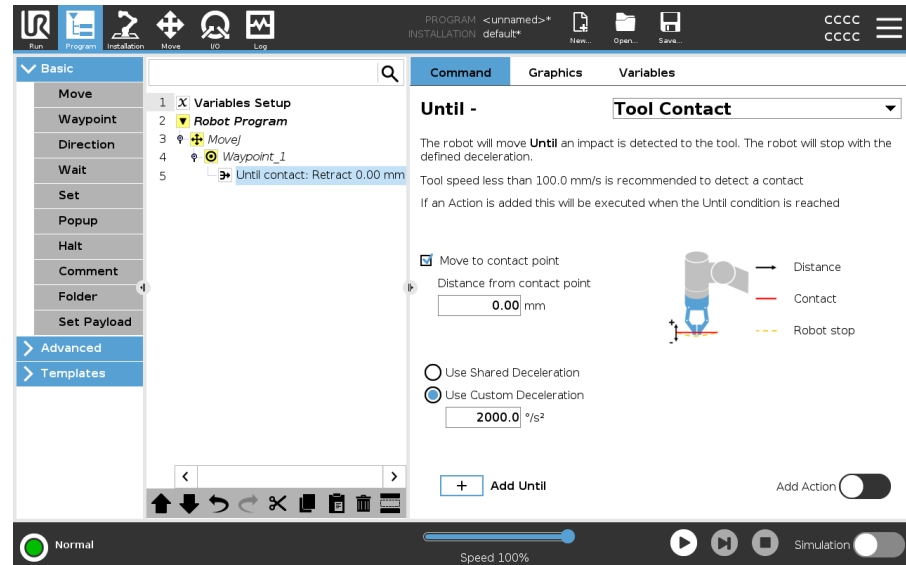 UR
Run
Program
Installation
Move
I/O
Log
PROGRAM <unnamed>*
INSTALLATION default*
New...
Open...
Save...
cccc
cccc
Basic
Move
Waypoint
Direction
Wait
Set
Popup
Halt
Comment
Folder
Set Payload
Advanced
Templates
1 X Variables Setup
2 Robot Program
3 MoveJ
4 Waypoint_1
5 Until contact: Retract 0.00 mm
Command Graphics Variables
Until - Tool Contact
The robot will move Until an impact is detected to the tool. The robot will stop with the
defined deceleration.
Tool speed less than 100.0 mm/s is recommended to detect a contact
If an Action is added this will be executed when the Until condition is reached
Move to contact point
Distance from contact point
0.00 mm
Distance
Contact
Robot stop
+
-
Use Shared Deceleration
Use Custom Deceleration
2000.0 °/s²
+ Add Until
Add Action
Normal
Speed 100%
Simulation